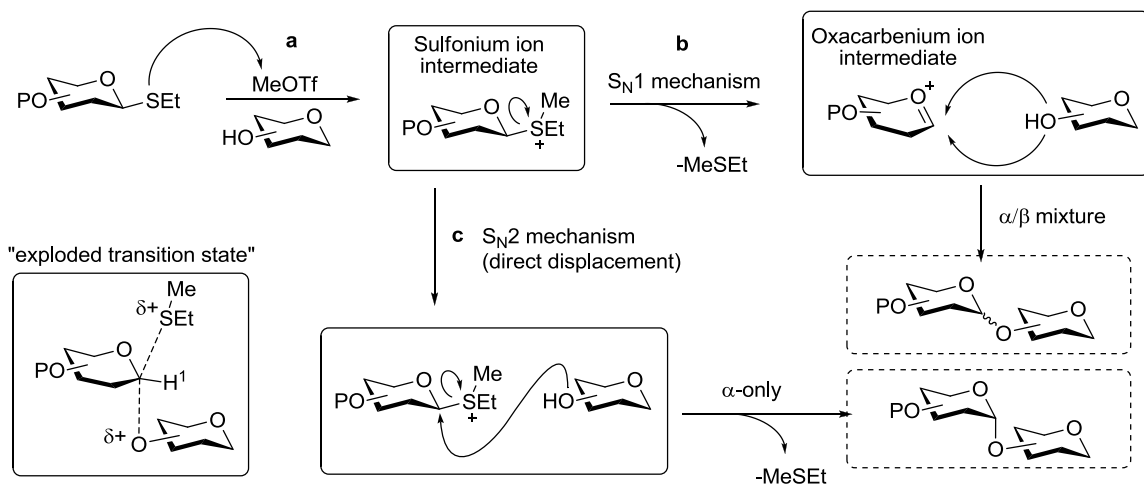 a
MeOTf
PO
O
SEt
HO
O
Sulfonium ion
intermediate
PO
O
Me
SEt
+
b
SN1 mechanism
-MeSEt
Oxacarbenium ion
intermediate
PO
O
+
HO
O
c SN2 mechanism
(direct displacement)
α/β mixture
PO
O
O
O
"exploded transition state"
δ+
Me
SEt
PO
O
H1
δ+
O
O
PO
O
Me
SEt
+
HO
O
α-only
-MeSEt
PO
O
O
O